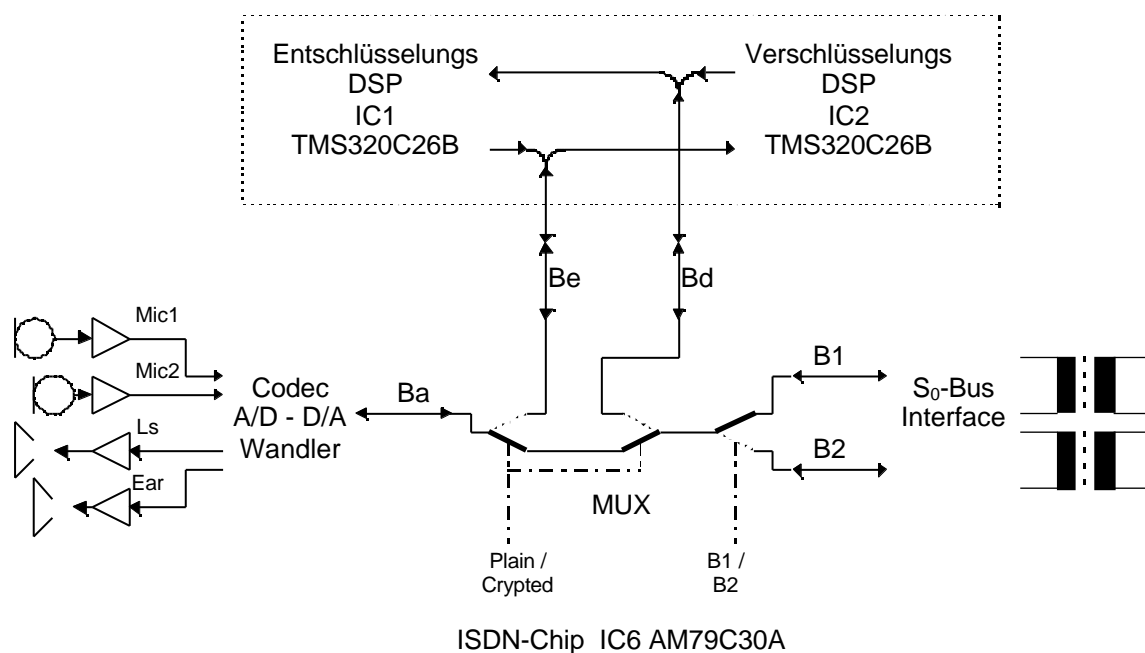 Entschlüsselungs
DSP
IC1
TMS320C26B
Verschlüsselungs
DSP
IC2
TMS320C26B
Be
Bd
Mic1
Mic2
Ls
Ear
Codec
A/D - D/A
Wandler
Ba
B1
B2
S₀-Bus
Interface
MUX
Plain /
Crypted
B1 /
B2
ISDN-Chip IC6 AM79C30A